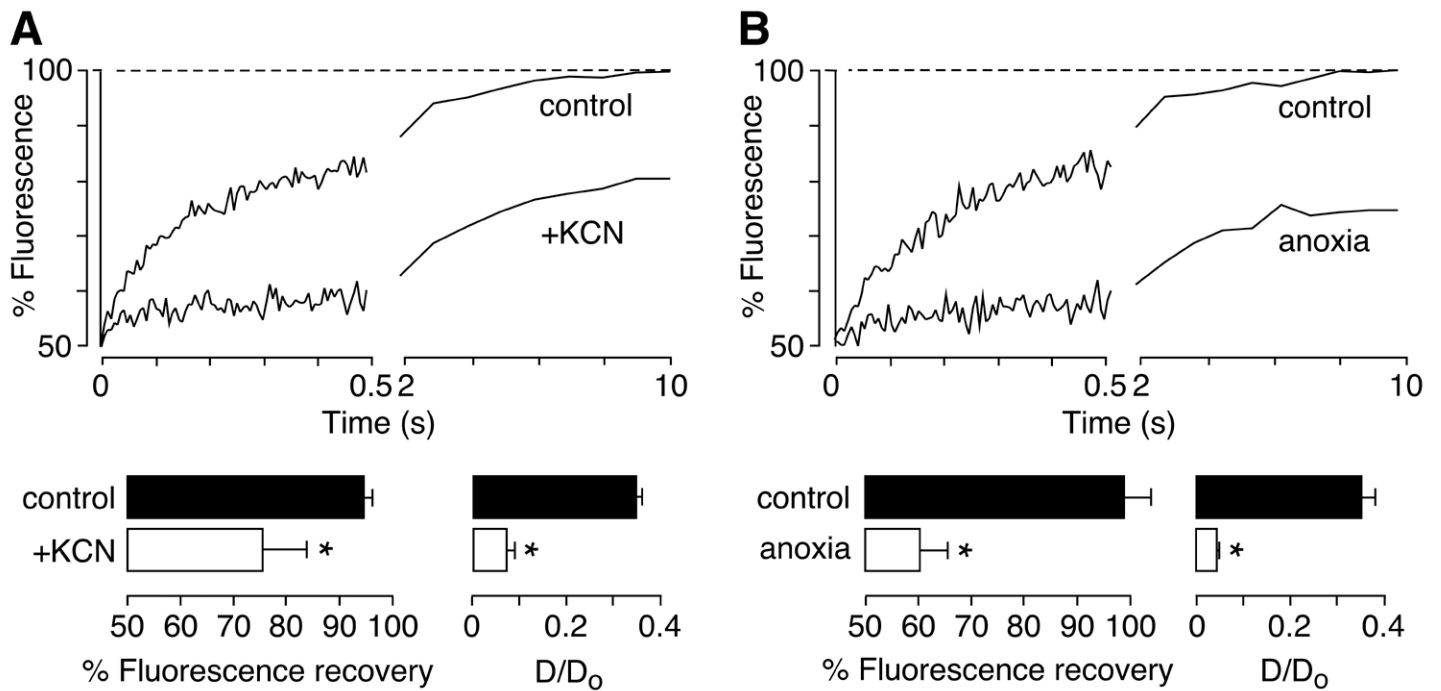 A
100
% Fluorescence
50
control
+KCN
0 0.5 2 10
Time (s)
control
+KCN
*
*
50 60 70 80 90 100
% Fluorescence recovery
0 0.2 0.4
D/Do
B
100
% Fluorescence
50
control
anoxia
0 0.5 2 10
Time (s)
control
anoxia
*
*
50 60 70 80 90 100
% Fluorescence recovery
0 0.2 0.4
D/Do